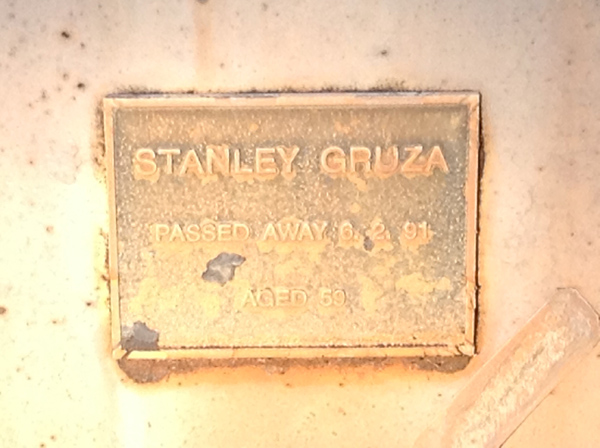 STANLEY GRUZA
PASSED AWAY 6. 2. 91
AGED 59